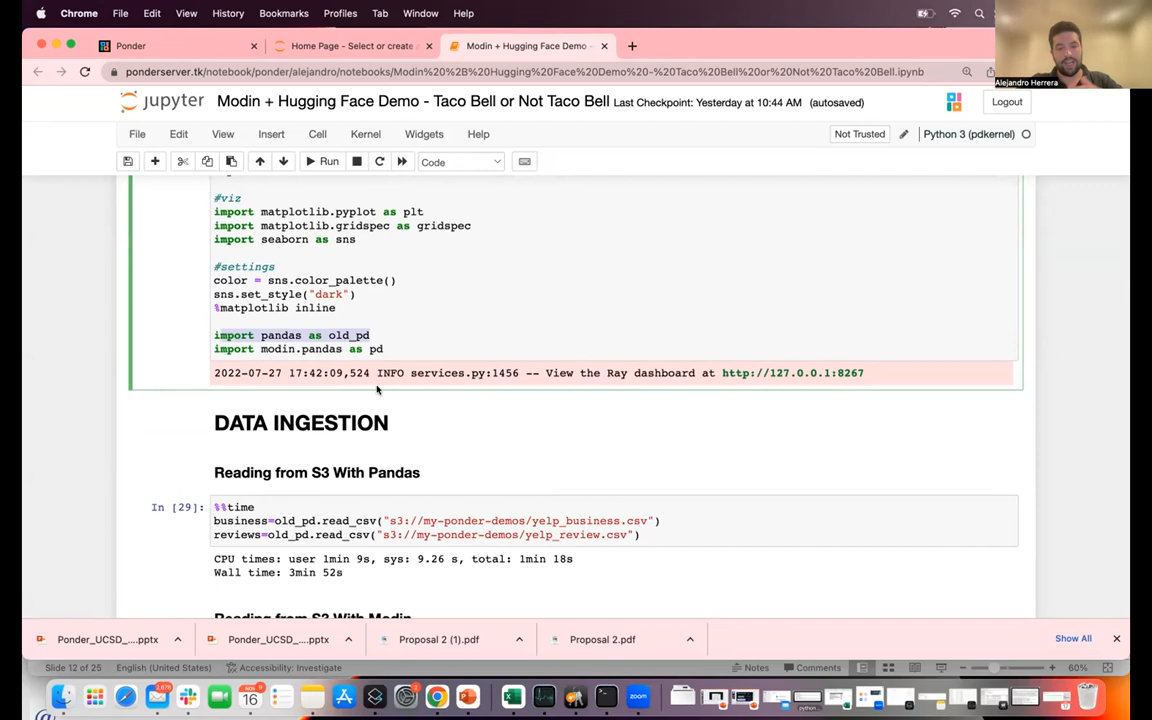 Chrome File Edit View History Bookmarks Profiles Tab Window Help
Ponder Home Page - Select or create Modin + Hugging Face Demo -
Alejandro Herrera
ponderserver.tk/notebook/ponder/alejandro/notebooks/Modin%20%2B%20Hugging%20Face%20Demo%20-%20Taco%20Bell%20or%20Not%20Taco%20Bell.ipynb
jupyter Modin + Hugging Face Demo - Taco Bell or Not Taco Bell Last Checkpoint: Yesterday at 10:44 AM (autosaved) Logout
File Edit View Insert Cell Kernel Widgets Help Not Trusted Python 3 (pdkernel)
Run Code
#viz
import matplotlib.pyplot as plt
import matplotlib.gridspec as gridspec
import seaborn as sns
#settings
color = sns.color_palette()
sns.set_style("dark")
%matplotlib inline
import pandas as old_pd
import modin.pandas as pd
2022-07-27 17:42:09,524 INFO services.py:1456 -- View the Ray dashboard at http://127.0.0.1:8267
DATA INGESTION
Reading from S3 With Pandas
In [29]: %%time
business=old_pd.read_csv("s3://my-ponder-demos/yelp_business.csv")
reviews=old_pd.read_csv("s3://my-ponder-demos/yelp_review.csv")
CPU times: user 1min 9s, sys: 9.26 s, total: 1min 18s
Wall time: 3min 52s
Reading from S3 With Modin
Ponder_UCSD_....pptx Ponder_UCSD_....pptx Proposal 2 (1).pdf Proposal 2.pdf Show All
Slide 12 of 25 English (United States) Accessibility: Investigate Notes Comments 60%
NOV
16
zoom